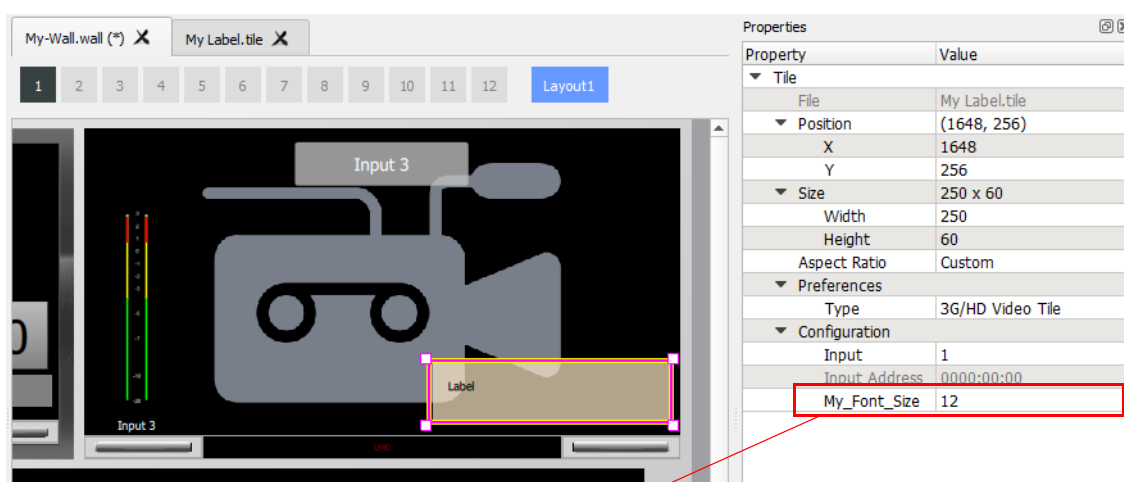 My-Wall.wall (*)
My Label.tile
1 2 3 4 5 6 7 8 9 10 11 12 Layout1
Input 3
Label
Input 3
UHD
Properties
Property Value
Tile
File My Label.tile
Position (1648, 256)
X 1648
Y 256
Size 250 x 60
Width 250
Height 60
Aspect Ratio Custom
Preferences
Type 3G/HD Video Tile
Configuration
Input 1
Input Address 0000:00:00
My_Font_Size 12